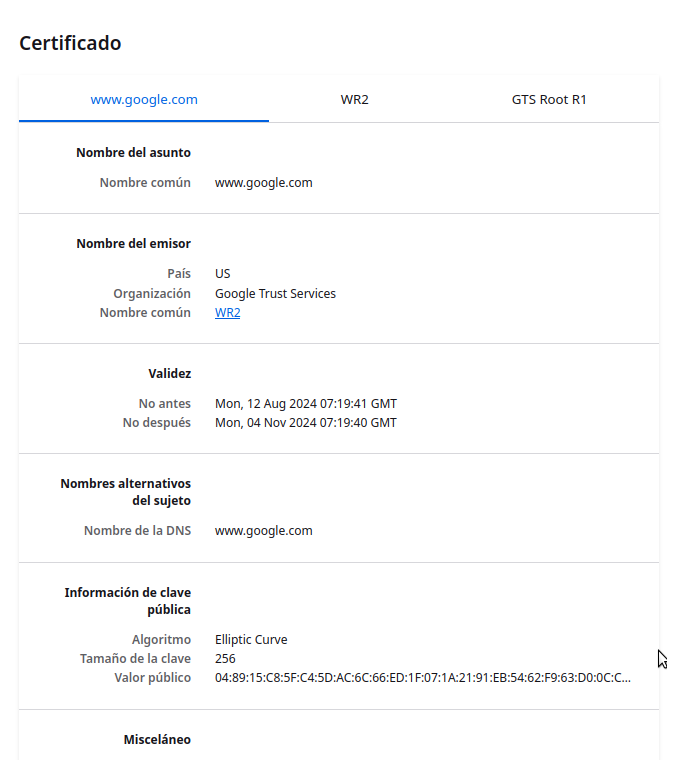 Certificado
www.google.com WR2 GTS Root R1
Nombre del asunto
Nombre común www.google.com
Nombre del emisor
País US
Organización Google Trust Services
Nombre común WR2
Validez
No antes Mon, 12 Aug 2024 07:19:41 GMT
No después Mon, 04 Nov 2024 07:19:40 GMT
Nombres alternativos
del sujeto
Nombre de la DNS www.google.com
Información de clave
pública
Algoritmo Elliptic Curve
Tamaño de la clave 256
Valor público 04:89:15:C8:5F:C4:5D:AC:6C:66:ED:1F:07:1A:21:91:EB:54:62:F9:63:D0:0C:C...
Misceláneo